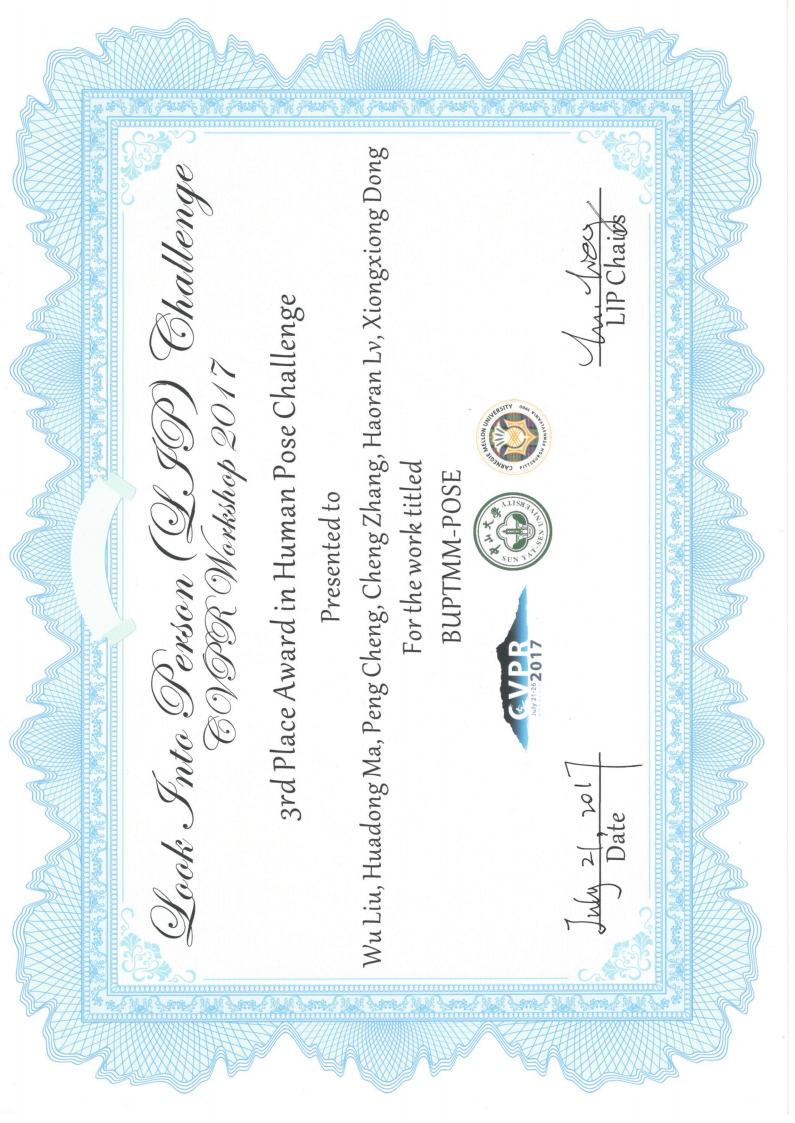 Look Into Person (LIP) Challenge
CVPR Workshop 2017
3rd Place Award in Human Pose Challenge
Presented to
Wu Liu, Huadong Ma, Peng Cheng, Cheng Zhang, Haoran Lv, Xiongxiong Dong
For the work titled
BUPTMM-POSE
CVPR
July 21-26 2017
中山大學
SUN YAT-SEN UNIVERSITY
CARNEGIE MELLON UNIVERSITY
PITTSBURGH PENNSYLVANIA
July 21, 2017
Date
LIP Chairs